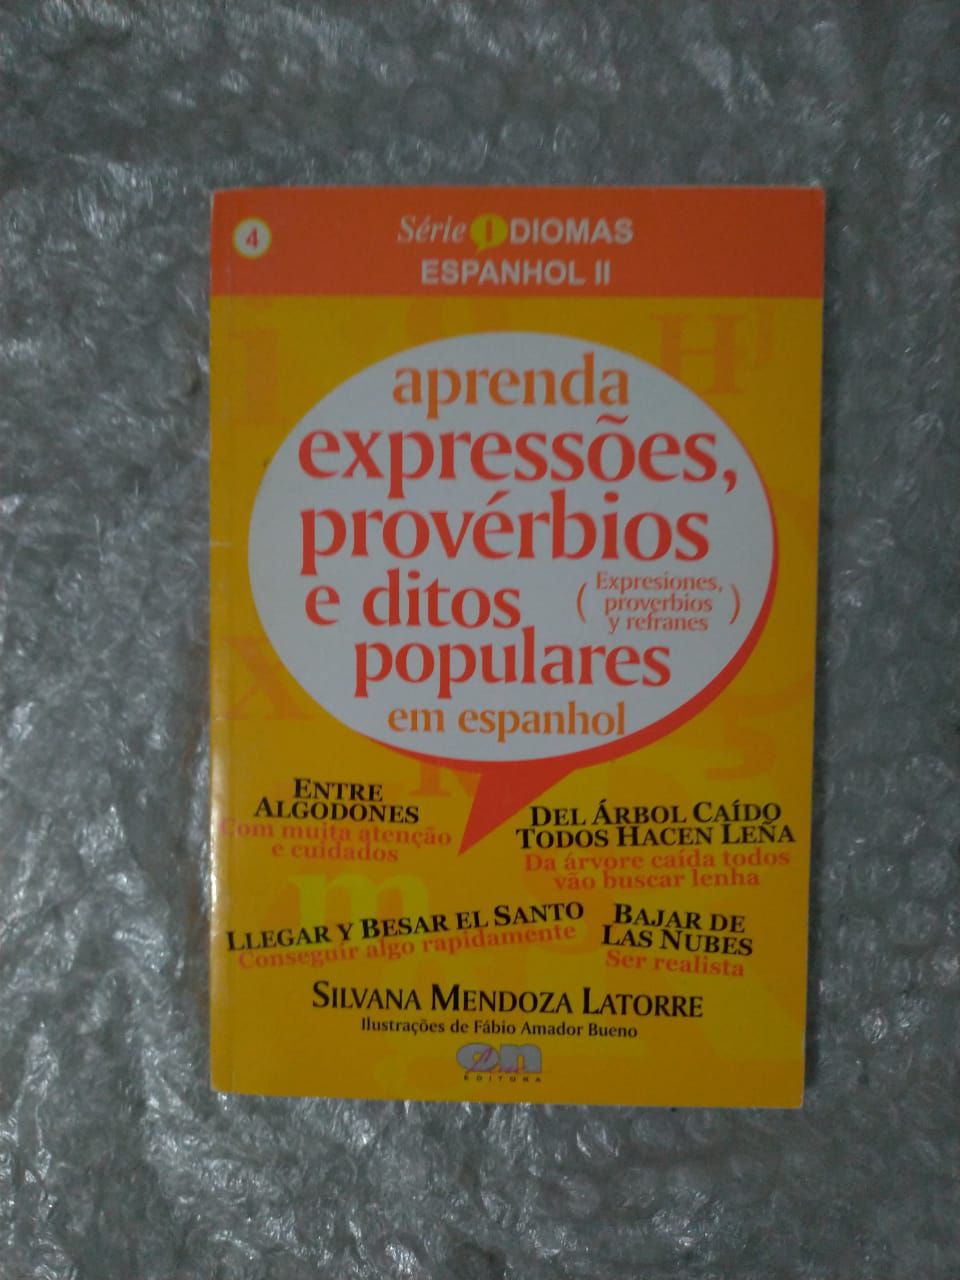 4
Série IDIOMAS
ESPANHOL II
aprenda
expressões,
provérbios
e ditos
(Expresiones,
proverbios
y refranes)
populares
em espanhol
ENTRE
ALGODONES
Com muita atenção
e cuidados
DEL ÁRBOL CAÍDO
TODOS HACEN LEÑA
Da árvore caída todos
vão buscar lenha
LLEGAR Y BESAR EL SANTO
Conseguir algo rapidamente
BAJAR DE
LAS NUBES
Ser realista
SILVANA MENDOZA LATORRE
Ilustrações de Fábio Amador Bueno
on
EDITORA